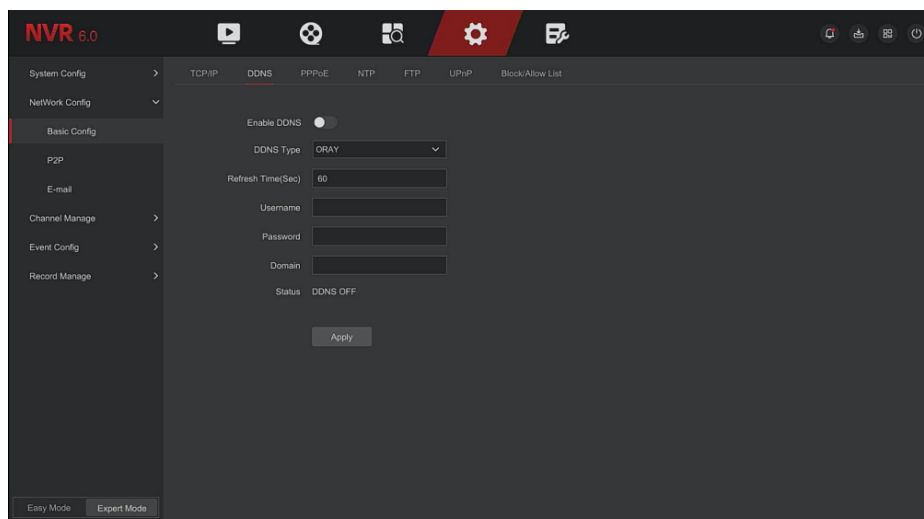 NVR 6.0
System Config
NetWork Config
Basic Config
P2P
E-mail
Channel Manage
Event Config
Record Manage
Easy Mode Expert Mode
TCP/IP DDNS PPPoE NTP FTP UPnP Block/Allow List
Enable DDNS
DDNS Type ORAY
Refresh Time(Sec) 60
Username
Password
Domain
Status DDNS OFF
Apply